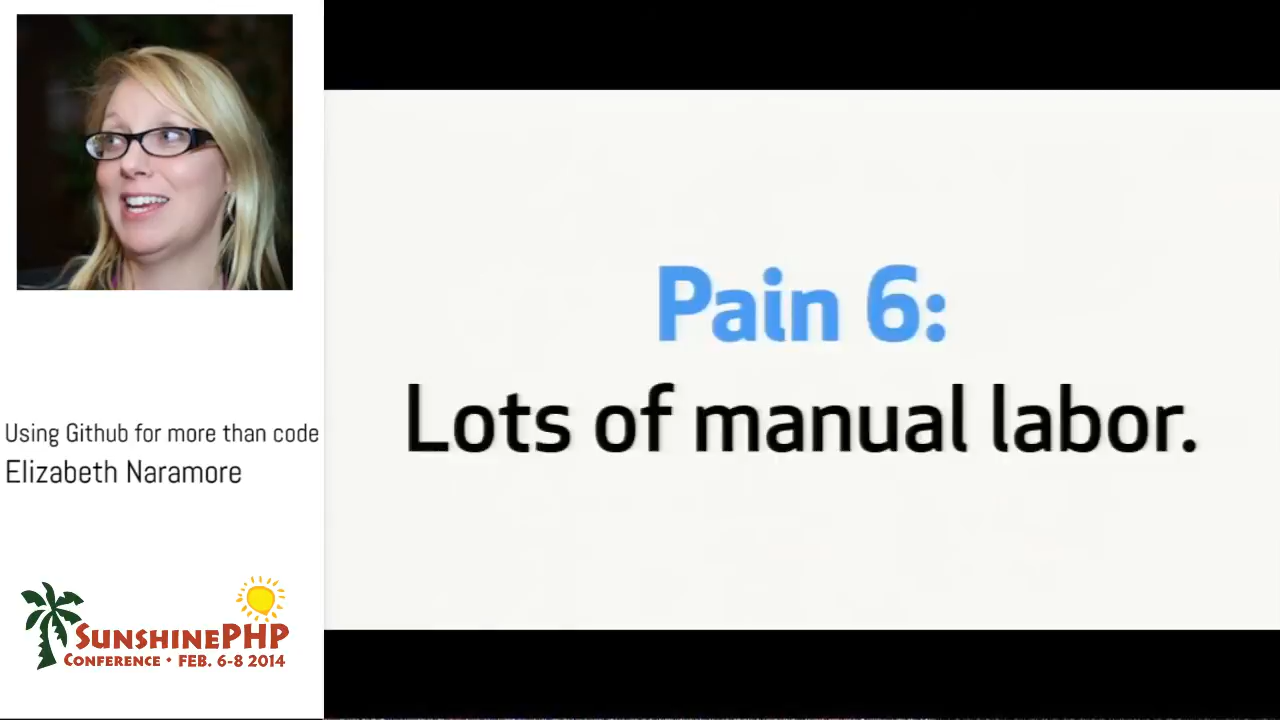 Using Github for more than code
Elizabeth Naramore
SunshinePHP
Conference • Feb. 6-8 2014
Pain 6:
Lots of manual labor.